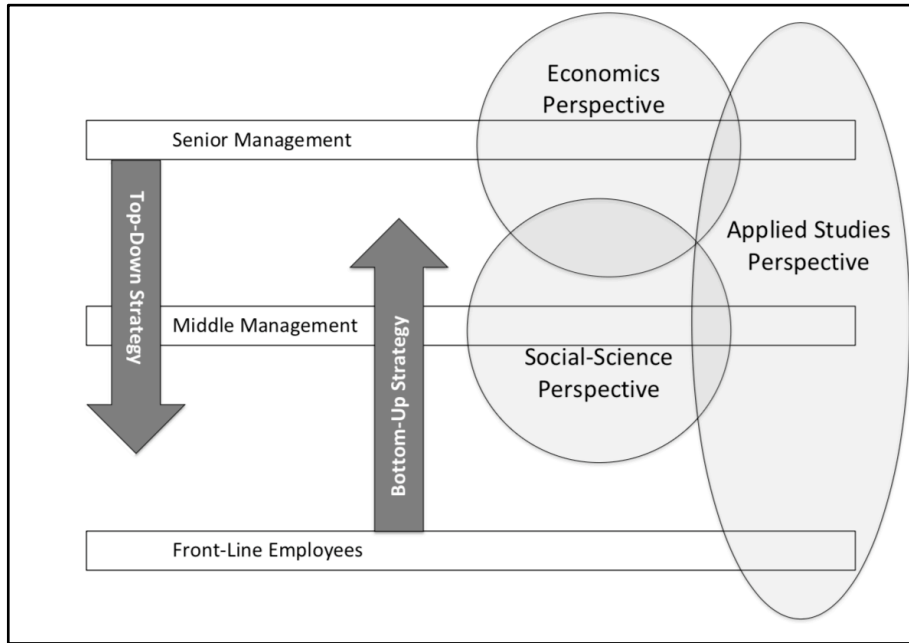 Economics
Perspective
Senior Management
Top-Down Strategy
Applied Studies
Perspective
Middle Management
Bottom-Up Strategy
Social-Science
Perspective
Front-Line Employees